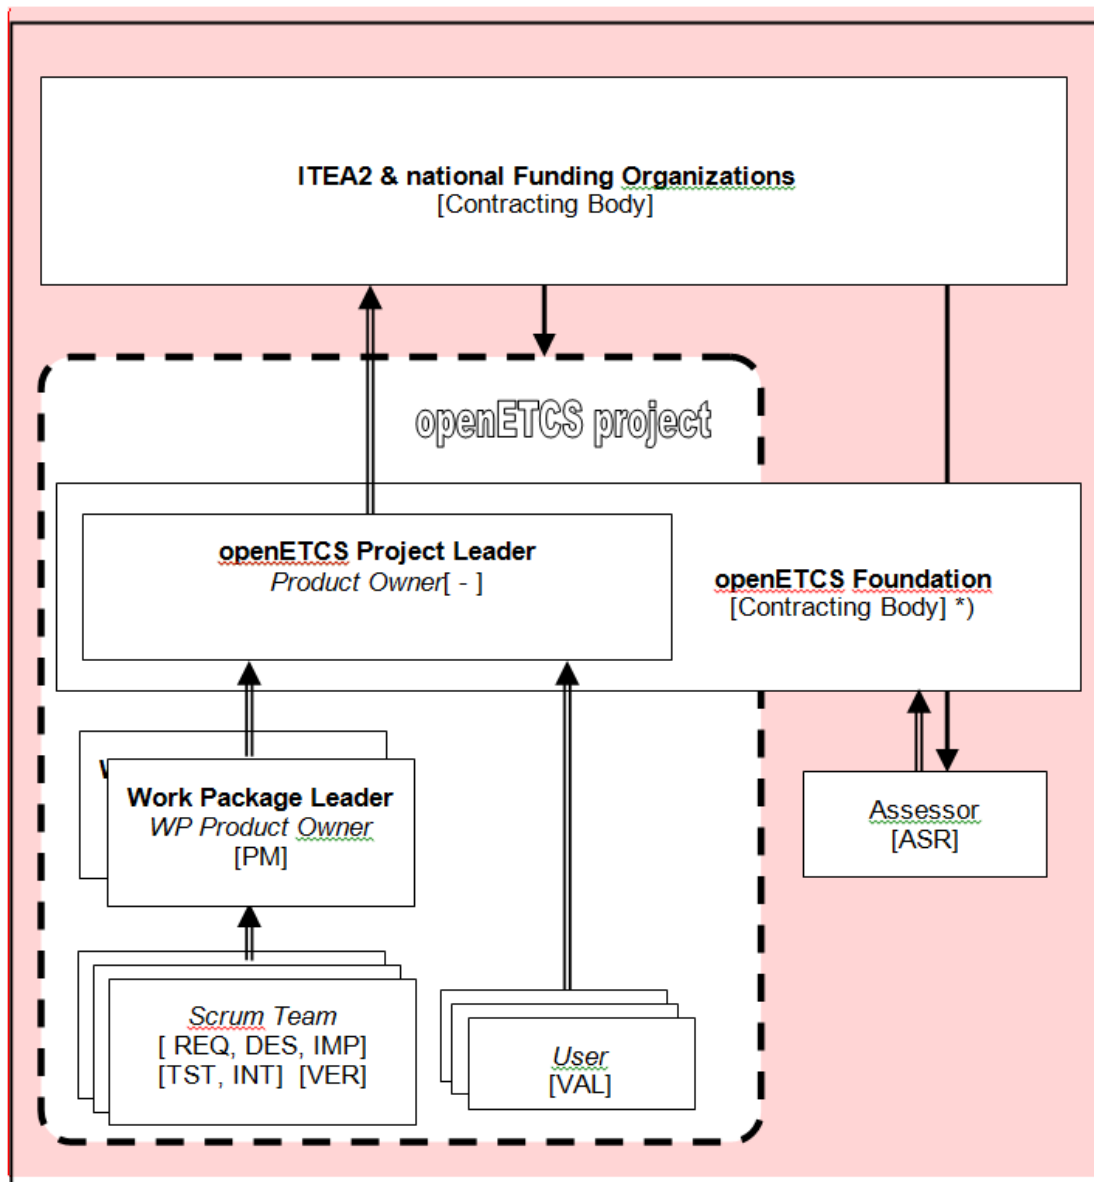 ITEA2 & national Funding Organizations
[Contracting Body]
openETCS project
openETCS Project Leader
Product Owner[ - ]
openETCS Foundation
[Contracting Body] *)
W
Work Package Leader
WP Product Owner
[PM]
Assessor
[ASR]
Scrum Team
[ REQ, DES, IMP]
[TST, INT] [VER]
User
[VAL]